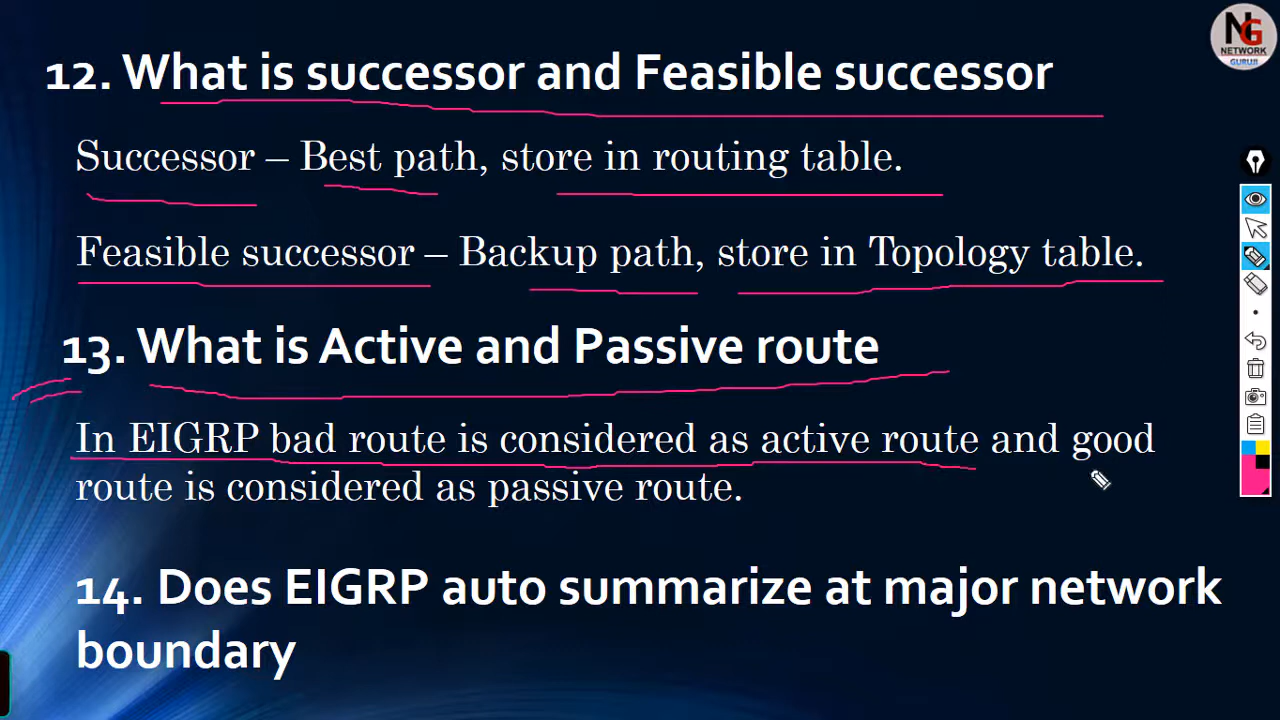 NG
NETWORK
GURUJI
12. What is successor and Feasible successor
Successor – Best path, store in routing table.
Feasible successor – Backup path, store in Topology table.
13. What is Active and Passive route
In EIGRP bad route is considered as active route and good
route is considered as passive route.
14. Does EIGRP auto summarize at major network
boundary